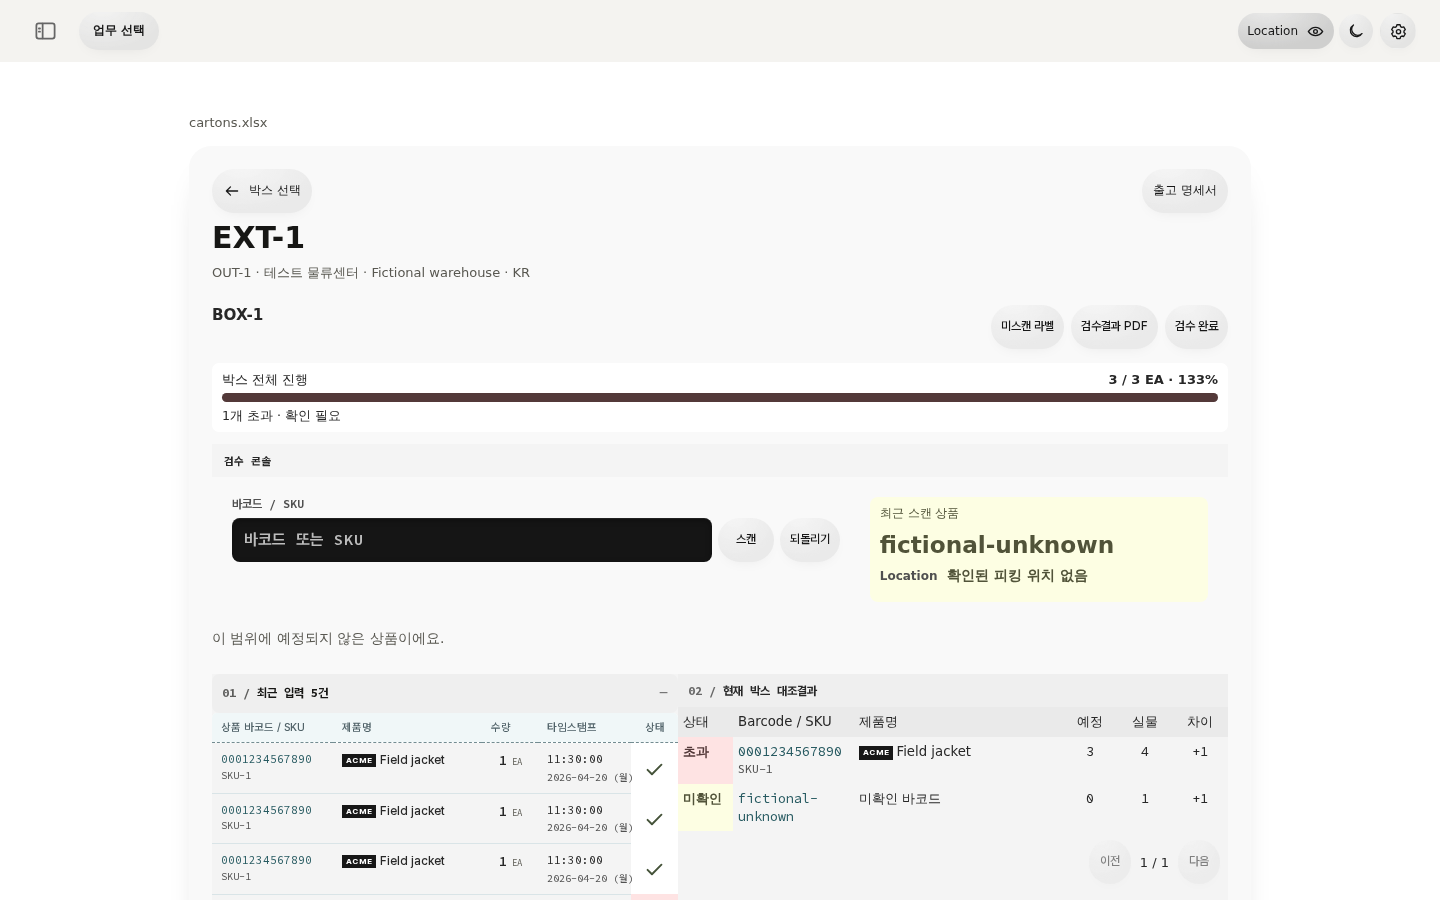 업무 선택
Location
cartons.xlsx
박스 선택
출고 명세서
EXT-1
OUT-1 · 테스트 물류센터 · Fictional warehouse · KR
BOX-1
미스캔 라벨
검수결과 PDF
검수 완료
박스 전체 진행
3 / 3 EA · 133%
1개 초과 · 확인 필요
검수 콘솔
바코드 / SKU
바코드 또는 SKU
스캔
되돌리기
최근 스캔 상품
fictional-unknown
Location 확인된 피킹 위치 없음
이 범위에 예정되지 않은 상품이에요.
01 / 최근 입력 5건
상품 바코드 / SKU 제품명 수량 타임스탬프 상태
0001234567890 ACME Field jacket 1 EA 11:30:00
SKU-1 2026-04-20 (월)
0001234567890 ACME Field jacket 1 EA 11:30:00
SKU-1 2026-04-20 (월)
0001234567890 ACME Field jacket 1 EA 11:30:00
SKU-1 2026-04-20 (월)
02 / 현재 박스 대조결과
상태 Barcode / SKU 제품명 예정 실물 차이
초과 0001234567890 ACME Field jacket 3 4 +1
SKU-1
미확인 fictional- 미확인 바코드 0 1 +1
unknown
이전 1 / 1 다음